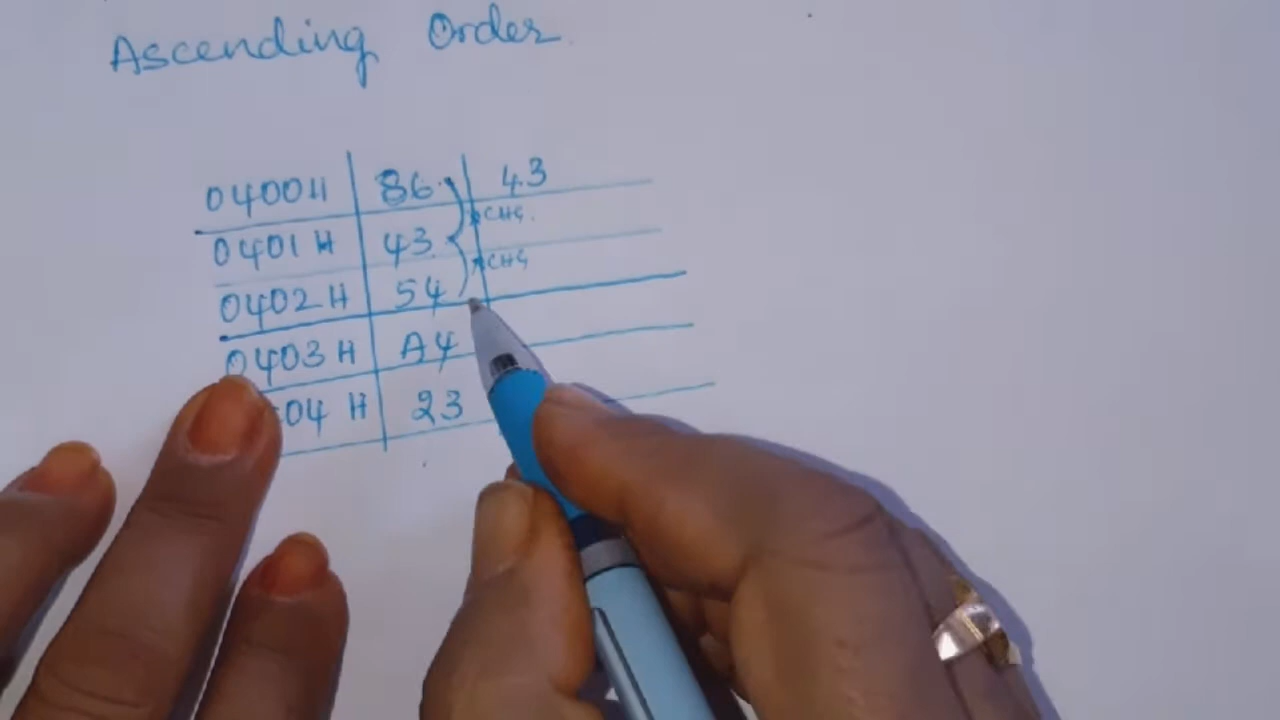 Ascending Order
0400H 86 43
CHG.
0401H 43
CHG
0402H 54
0403H A4
04 H 23